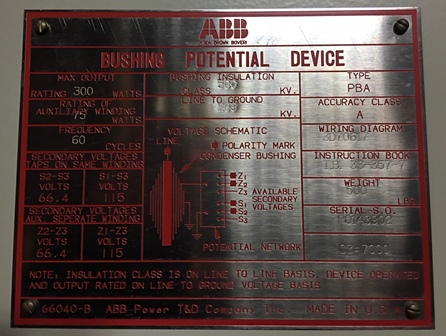 ABB
ASEA BROWN BOVERI
BUSHING POTENTIAL DEVICE
MAX OUTPUT
RATING 300 WATTS
RATING OF
AUXILIARY WINDING
75 WATTS
FREQUENCY
60
CYCLES
SECONDARY VOLTAGES
TAPS ON SAME WINDING
S2-S3 S1-S3
VOLTS VOLTS
66.4 115
SECONDARY VOLTAGES
AUX. SEPERATE WINDING
Z2-Z3 Z1-Z3
VOLTS VOLTS
66.4 115
BUSHING INSULATION
CLASS KV.
LINE TO GROUND
KV.
VOLTAGE SCHEMATIC
LINE
POLARITY MARK
CONDENSER BUSHING
Z1
Z2
Z3
AVAILABLE
SECONDARY
VOLTAGES
S1
S2
S3
POTENTIAL NETWORK
TYPE
PBA
ACCURACY CLASS
A
WIRING DIAGRAM
INSTRUCTION BOOK
I.B. 33-357-7
WEIGHT
LBS.
SERIAL S.O.
NOTE: INSULATION CLASS IS ON LINE TO LINE BASIS. DEVICE OPERATED
AND OUTPUT RATED ON LINE TO GROUND VOLTAGE BASIS
66040-B ABB Power T&D Company Inc. MADE IN U.S.A.